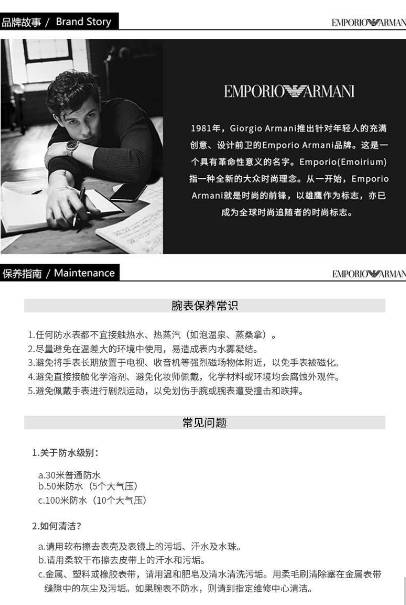 品牌故事 / Brand Story
EMPORIO ARMANI
EMPORIO ARMANI
1981年，Giorgio Armani推出针对年轻人的充满
创意、设计前卫的Emporio Armani品牌。这是一
个具有革命性意义的名字。Emporio(Emoirium)
指一种全新的大众时尚理念。从一开始，Emporio
Armani就是时尚的前锋，以雄鹰作为标志，亦已
成为全球时尚追随者的时尚标志。
保养指南 / Maintenance
EMPORIO ARMANI
腕表保养常识
1.任何防水表都不宜接触热水、热蒸汽（如泡温泉、蒸桑拿）。
2.尽量避免在温差大的环境中使用，易造成表内水雾凝结。
3.避免将手表长期放置于电视、收音机等强烈磁场物体附近，以免手表被磁化。
4.避免直接接触化学溶剂、避免化妆师佩戴，化学材料或环境均会腐蚀外观件。
5.避免佩戴手表进行剧烈运动，以免划伤手腕或腕表遭受撞击和跌摔。
常见问题
1.关于防水级别：
a.30米普通防水
b.50米防水（5个大气压）
c.100米防水（10个大气压）
2.如何清洁?
a.请用软布擦去表壳及表镜上的污垢、汗水及水珠。
b.请用柔软干布擦去皮带上的汗水和污垢。
c.金属、塑料或橡胶表带，请用温和肥皂及清水清洗污垢。用柔毛刷清除塞在金属表带
缝隙中的灰尘及污垢。如果腕表不防水，则请到指定维修中心清洁。